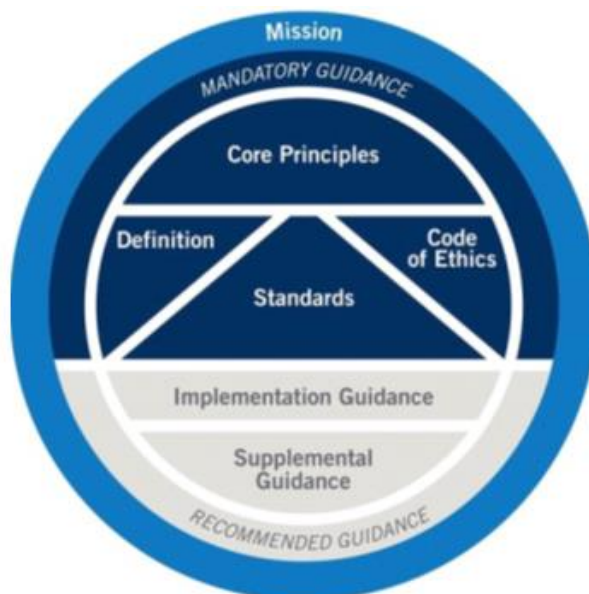 Mission
MANDATORY GUIDANCE
Core Principles
Definition
Code
of Ethics
Standards
Implementation Guidance
Supplemental
Guidance
RECOMMENDED GUIDANCE